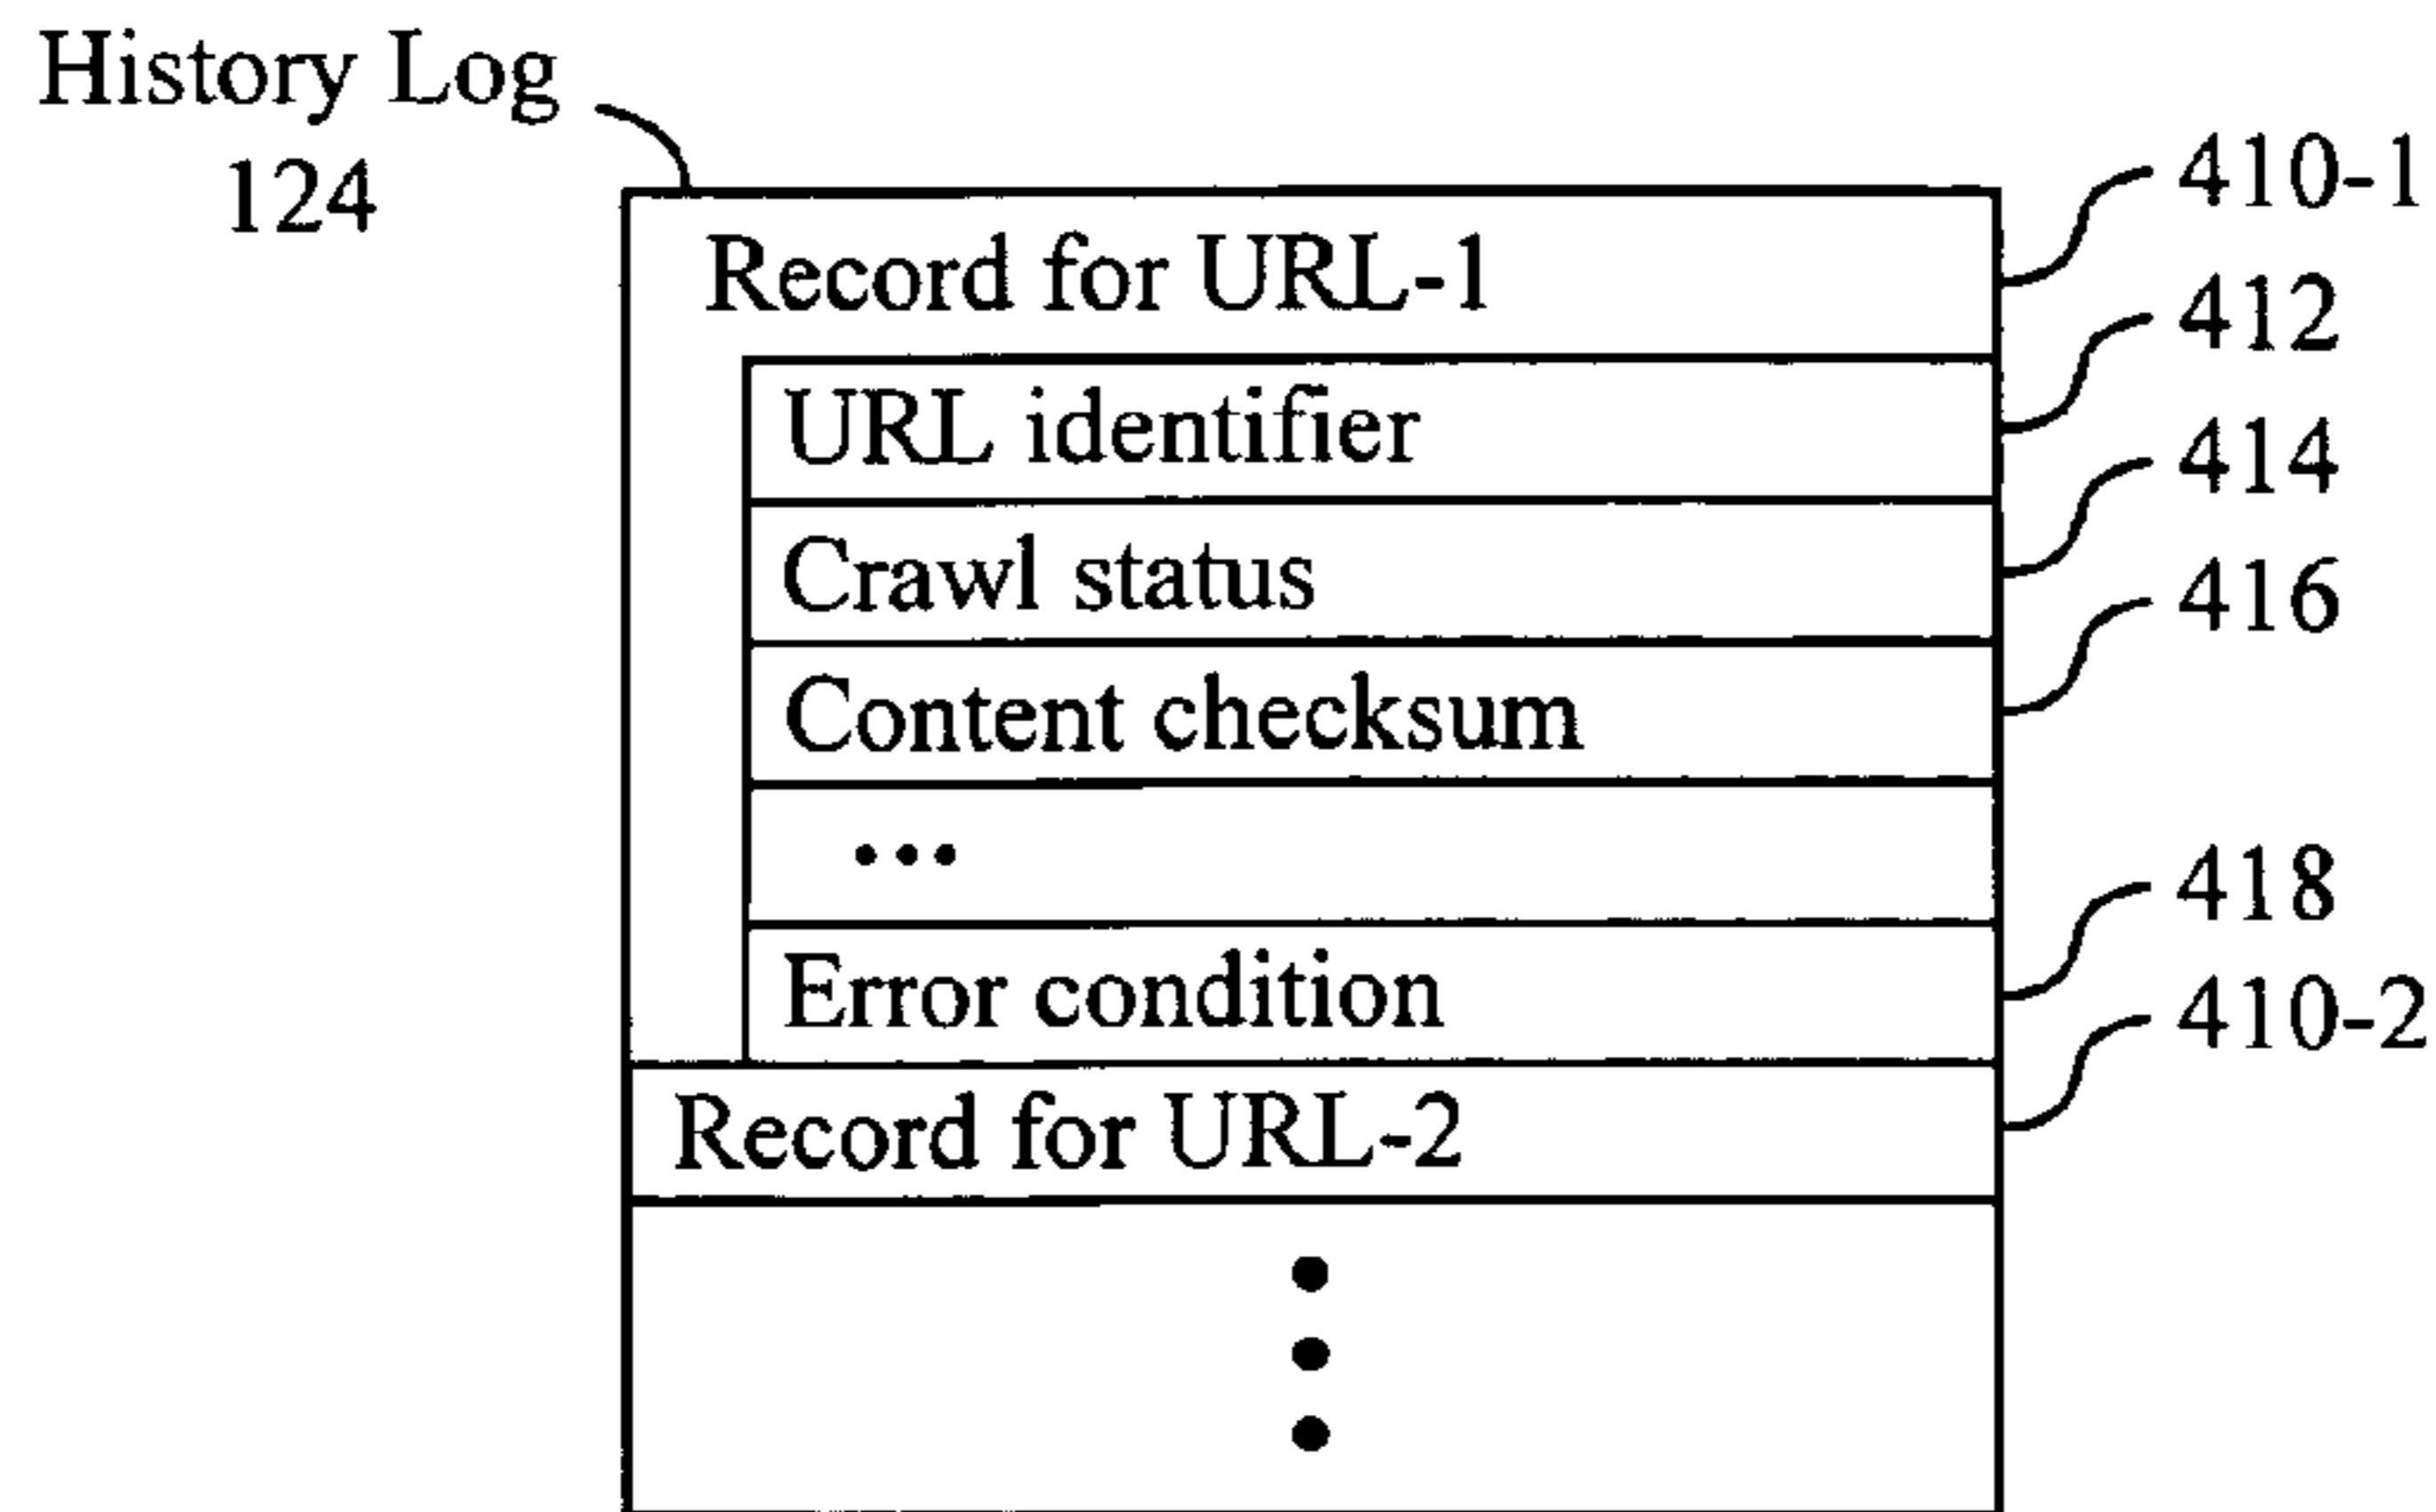 History Log
124
410-1
Record for URL-1
412
URL identifier
414
Crawl status
416
Content checksum
...
418
Error condition
410-2
Record for URL-2